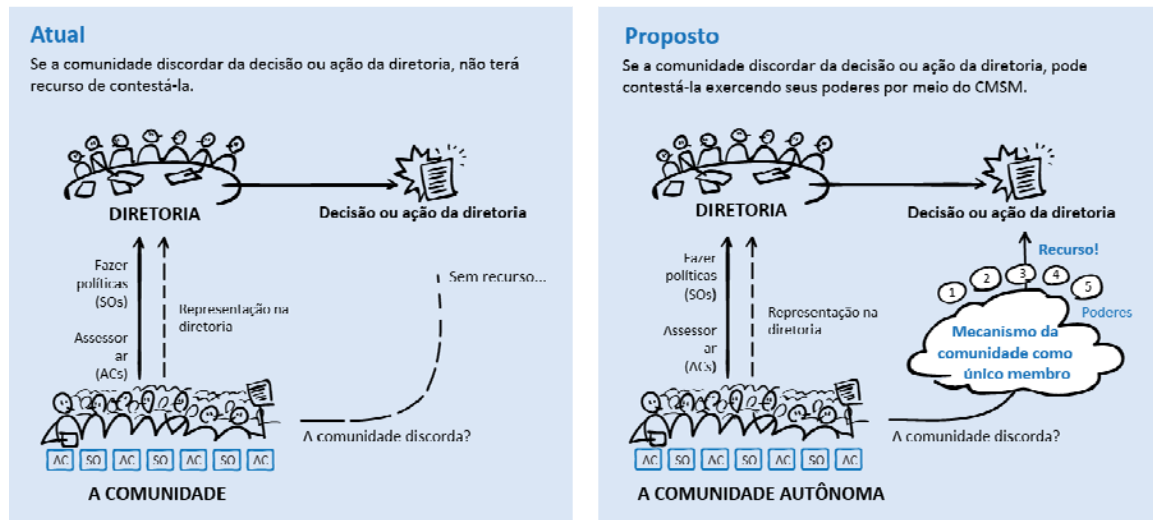 Atual
Se a comunidade discordar da decisão ou ação da diretoria, não terá
recurso de contestá-la.
DIRETORIA
Decisão ou ação da diretoria
Fazer
políticas
(SOs)
Representação na
diretoria
Assessor
ar
(ACs)
Sem recurso...
A comunidade discorda?
AC SO AC SO AC SO AC
A COMUNIDADE
Proposto
Se a comunidade discordar da decisão ou ação da diretoria, pode
contestá-la exercendo seus poderes por meio do CMSM.
DIRETORIA
Decisão ou ação da diretoria
Recurso!
1 2 3 4 5
Poderes
Fazer
políticas
(SOs)
Representação na
diretoria
Assessor
ar
(ACs)
Mecanismo da
comunidade como
único membro
A comunidade discorda?
AC SO AC SO AC SO AC
A COMUNIDADE AUTÔNOMA